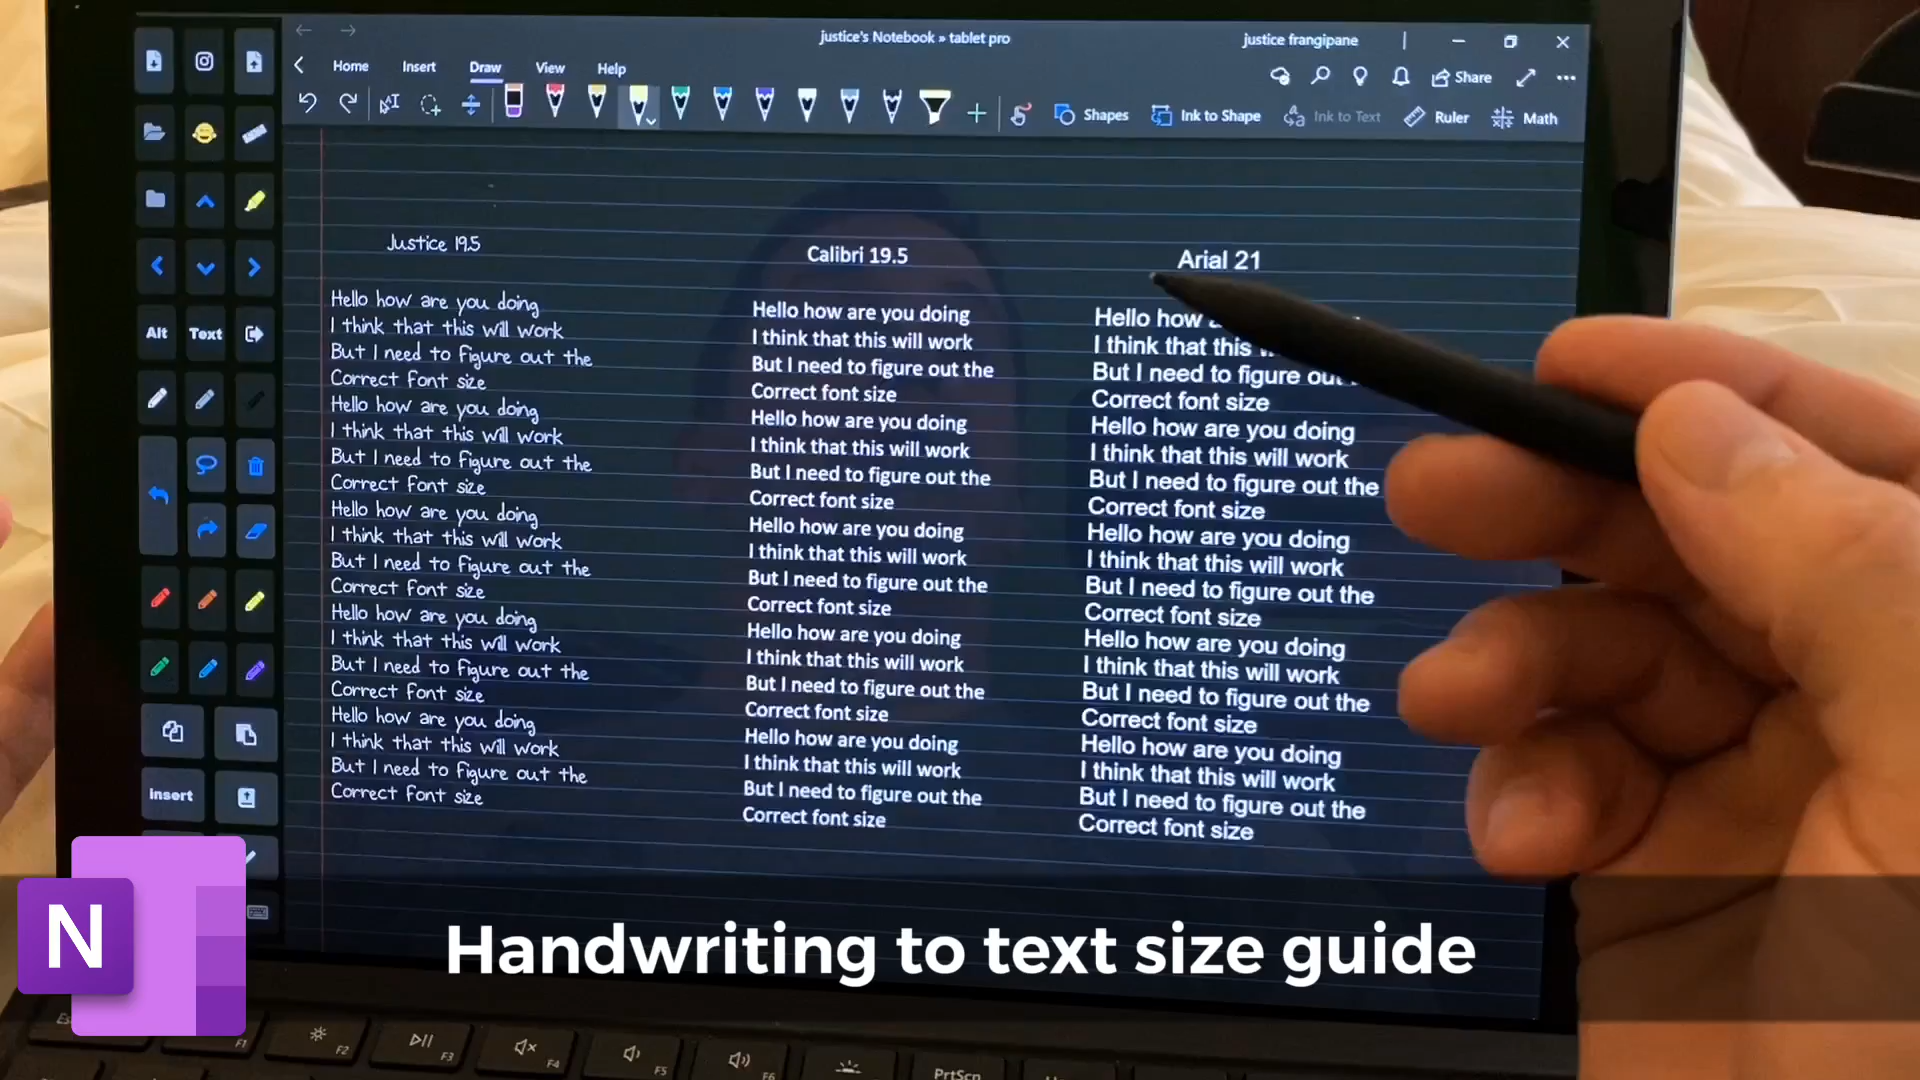 justice's Notebook » tablet pro
justice frangipane
Home Insert Draw View Help
Share
Shapes Ink to Shape Ink to Text Ruler Math
Justice 19.5
Hello how are you doing
I think that this will work
But I need to figure out the
Correct font size
Hello how are you doing
I think that this will work
But I need to figure out the
Correct font size
Hello how are you doing
I think that this will work
But I need to figure out the
Correct font size
Hello how are you doing
I think that this will work
But I need to figure out the
Correct font size
Hello how are you doing
I think that this will work
But I need to figure out the
Correct font size
Calibri 19.5
Hello how are you doing
I think that this will work
But I need to figure out the
Correct font size
Hello how are you doing
I think that this will work
But I need to figure out the
Correct font size
Hello how are you doing
I think that this will work
But I need to figure out the
Correct font size
Hello how are you doing
I think that this will work
But I need to figure out the
Correct font size
Hello how are you doing
I think that this will work
But I need to figure out the
Correct font size
Arial 21
Hello how
I think that this
But I need to figure out
Correct font size
Hello how are you doing
I think that this will work
But I need to figure out the
Correct font size
Hello how are you doing
I think that this will work
But I need to figure out the
Correct font size
Hello how are you doing
I think that this will work
But I need to figure out the
Correct font size
Hello how are you doing
I think that this will work
But I need to figure out the
Correct font size
Alt Text
Insert
N
Handwriting to text size guide
F1 F2 F3 F4 F5 F6 PrtScn